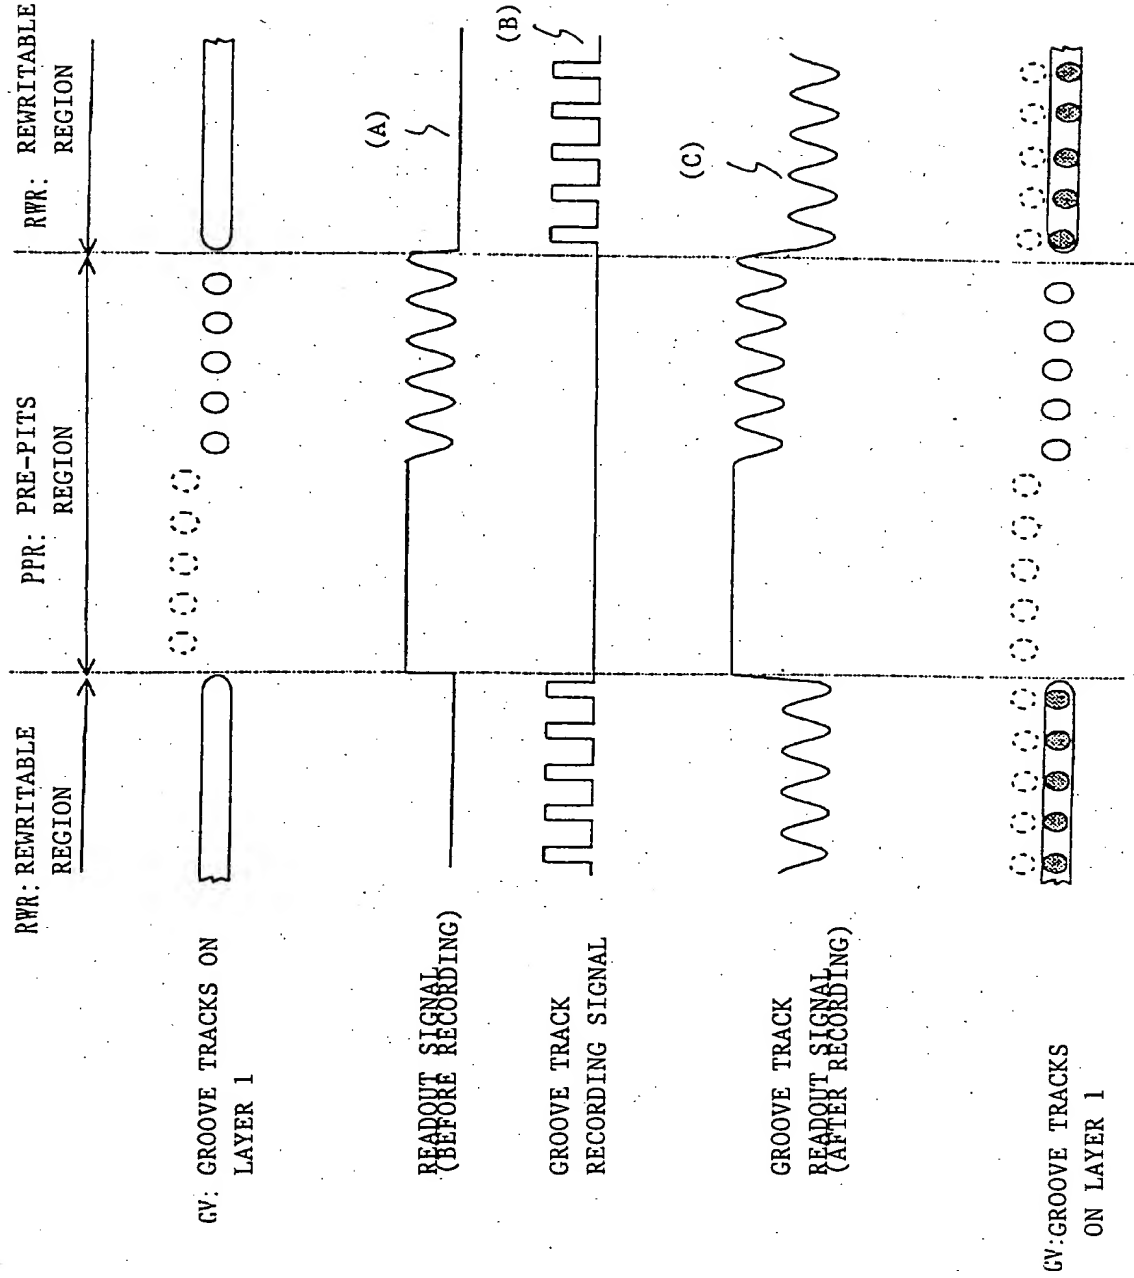 RWR: REWRITABLE
REGION
PPR: PRE-PITS
REGION
RWR: REWRITABLE
REGION
GV: GROOVE TRACKS ON
LAYER 1
(A)
READOUT SIGNAL
(BEFORE RECORDING)
(B)
GROOVE TRACK
RECORDING SIGNAL
(C)
GROOVE TRACK
READOUT SIGNAL
(AFTER RECORDING)
GV:GROOVE TRACKS
ON LAYER 1